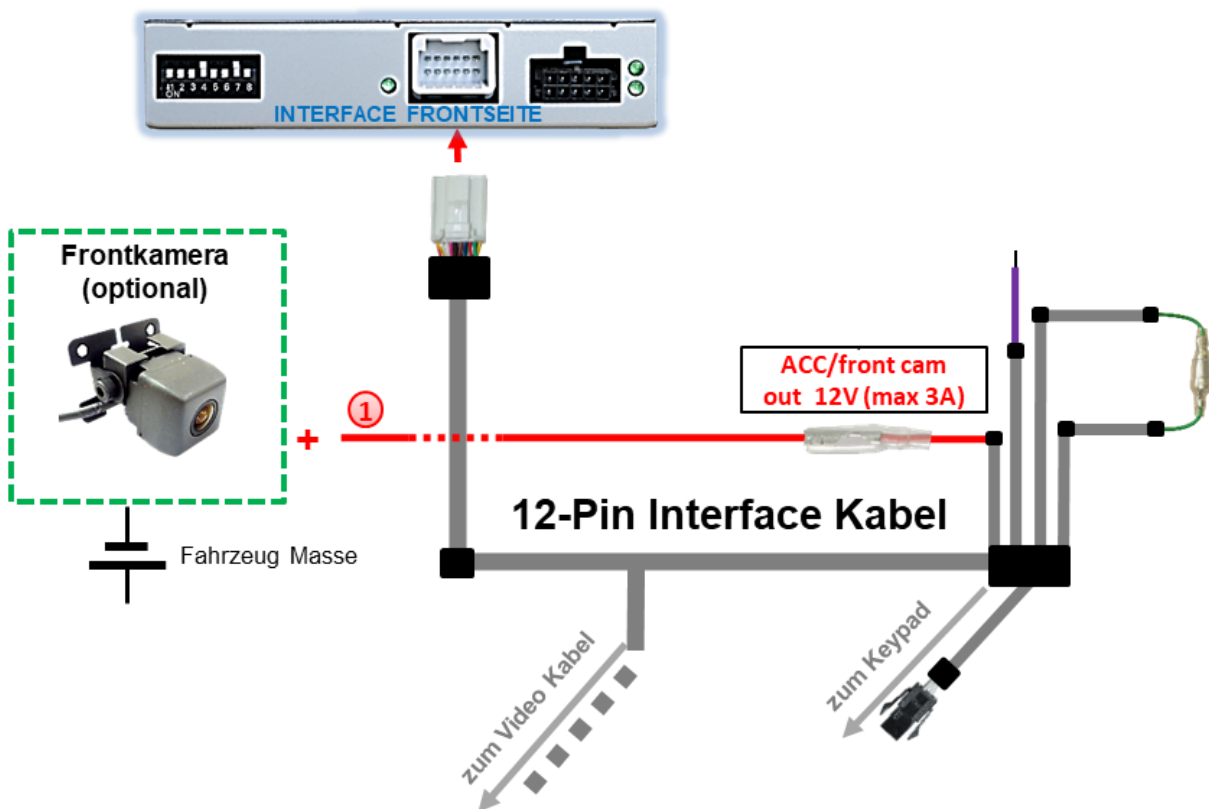 1 2 3 4 5 6 7 8
ON
INTERFACE FRONTSEITE
Frontkamera
(optional)
ACC/front cam
out 12V (max 3A)
1
+
12-Pin Interface Kabel
Fahrzeug Masse
zum Video Kabel
zum Keypad